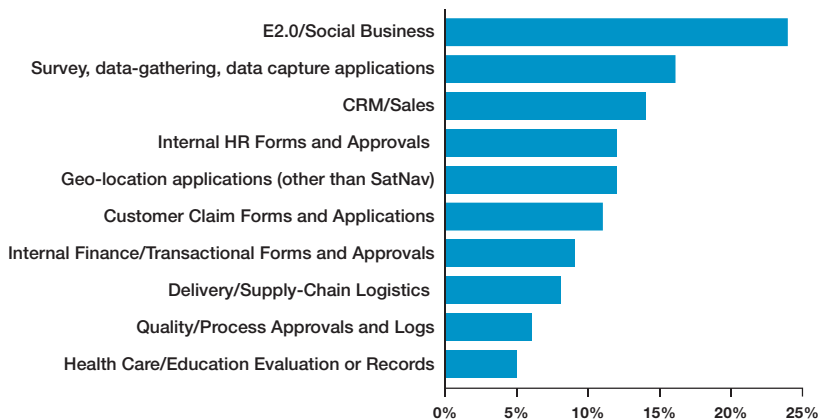 E2.0/Social Business
Survey, data-gathering, data capture applications
CRM/Sales
Internal HR Forms and Approvals
Geo-location applications (other than SatNav)
Customer Claim Forms and Applications
Internal Finance/Transactional Forms and Approvals
Delivery/Supply-Chain Logistics
Quality/Process Approvals and Logs
Health Care/Education Evaluation or Records
0% 5% 10% 15% 20% 25%